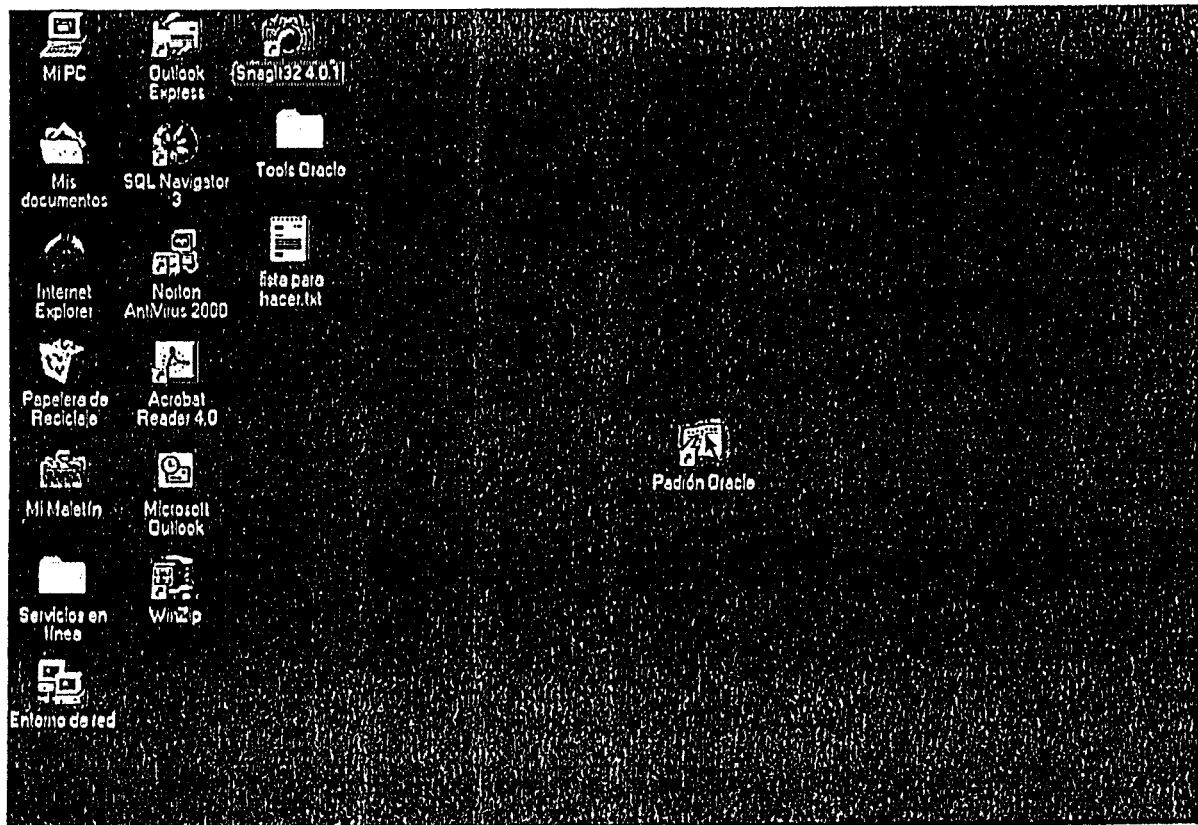 Mi PC
Outlook
Express
(SnagIt32 4.0.1)
Mis
documentos
SQL Navigator
3
Tools Oracle
Internet
Explorer
Norton
AntiVirus 2000
lista para
hacer.txt
Papelera de
Reciclaje
Acrobat
Reader 4.0
Mi Maletín
Microsoft
Outlook
Padrón Oracle
Servicios en
línea
WinZip
Entorno de red